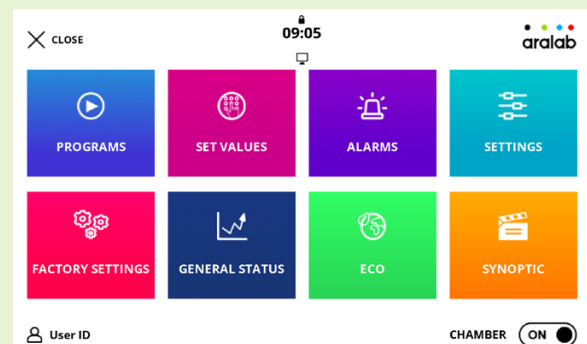 CLOSE
09:05
aralab
PROGRAMS
SET VALUES
ALARMS
SETTINGS
FACTORY SETTINGS
GENERAL STATUS
ECO
SYNOPTIC
User ID
CHAMBER ON